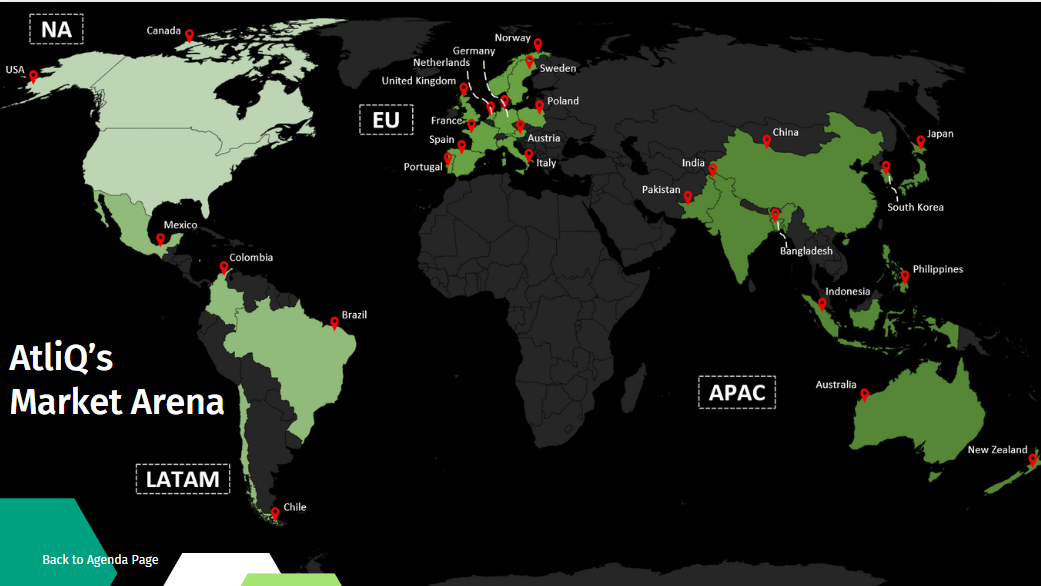 NA
Canada
USA
Norway
Germany
Netherlands
Sweden
United Kingdom
Poland
EU
France
Austria
Spain
Italy
Portugal
China
Japan
India
Pakistan
South Korea
Mexico
Bangladesh
Colombia
Philippines
Indonesia
Brazil
AtliQ’s
Market Arena
APAC
Australia
New Zealand
LATAM
Chile
Back to Agenda Page